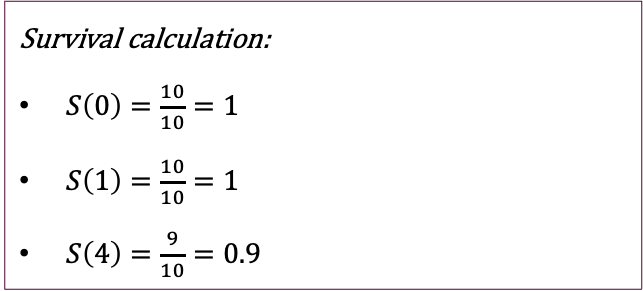 Survival calculation:
• S(0) = 10/10 = 1
• S(1) = 10/10 = 1
• S(4) = 9/10 = 0.9